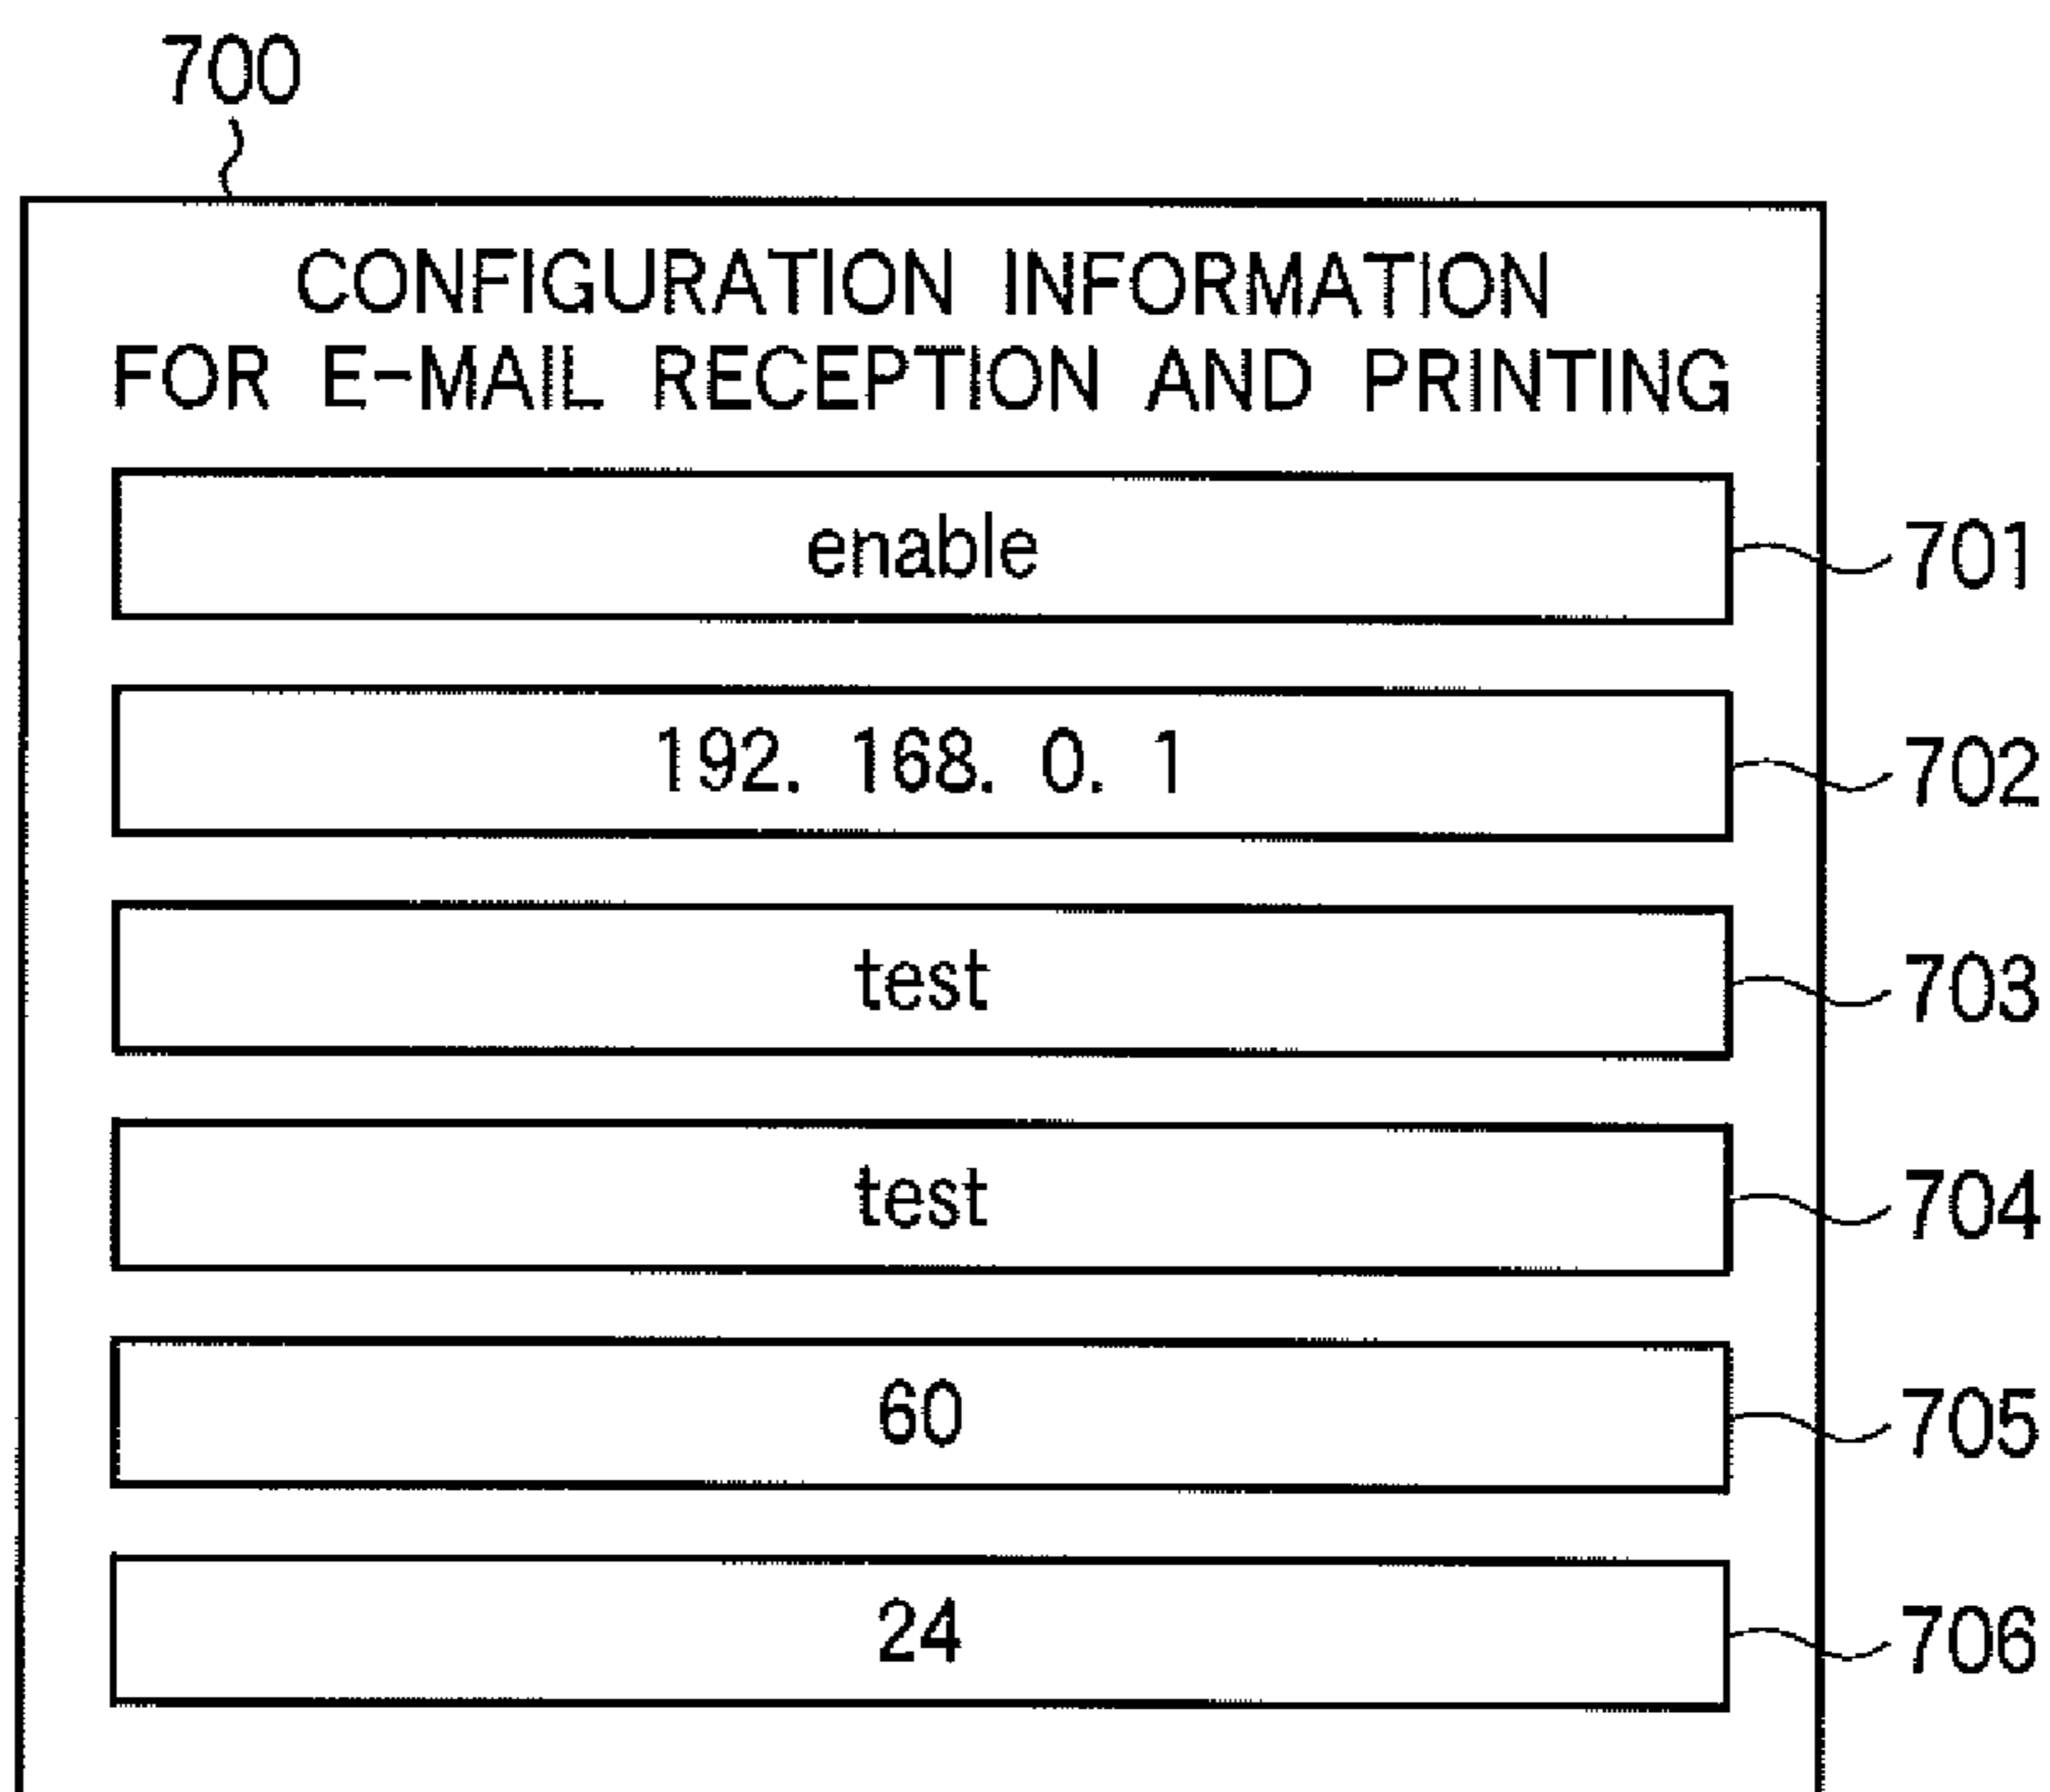 700
CONFIGURATION INFORMATION
FOR E-MAIL RECEPTION AND PRINTING
enable
701
192. 168. 0. 1
702
test
703
test
704
60
705
24
706